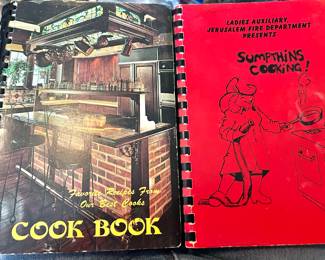 Favorite Recipes From
Our Best Cooks
COOK BOOK
LADIES AUXILIARY,
JERUSALEM FIRE DEPARTMENT
PRESENTS
SUMPTHINS
COOKING!